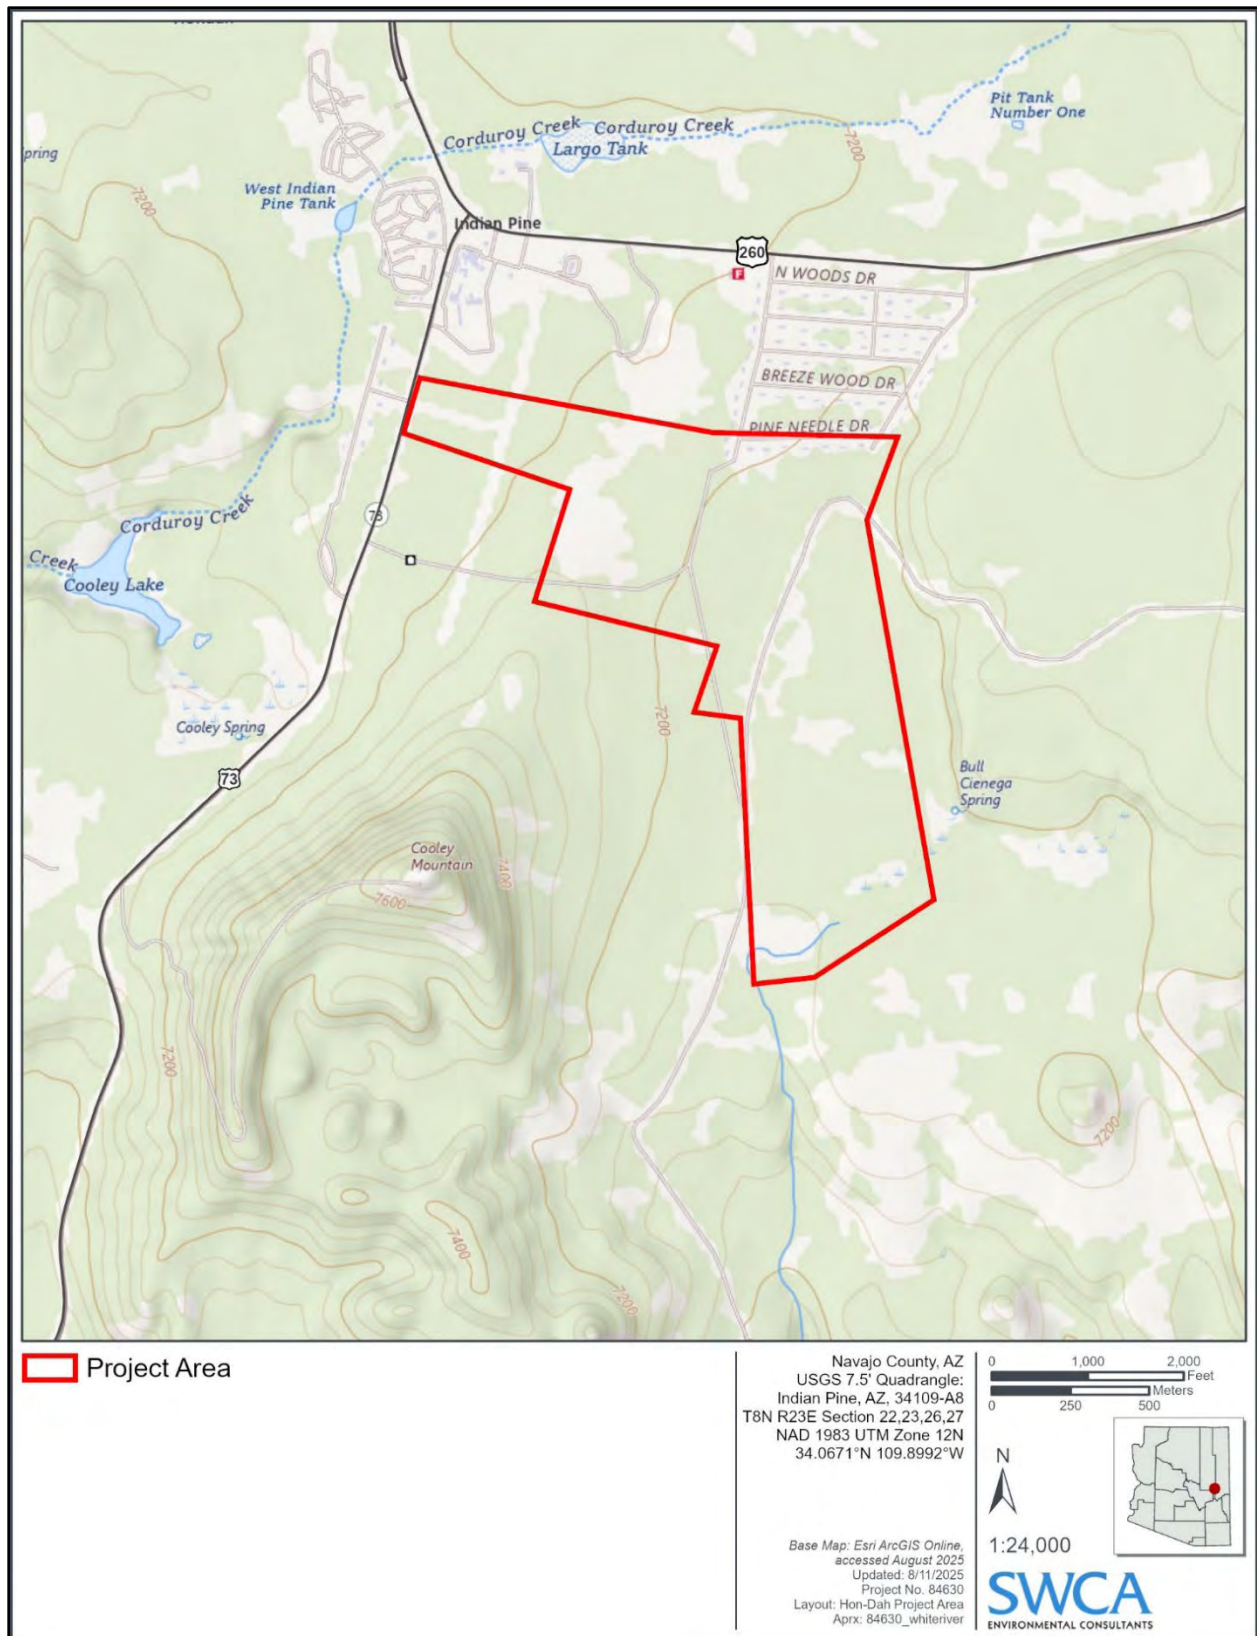 Pit Tank
Number One
Corduroy Creek
Corduroy Creek
Largo Tank
7200
pring
7200
West Indian
Pine Tank
Indian Pine
260
F
N WOODS DR
BREEZE WOOD DR
PINE NEEDLE DR
73
Corduroy Creek
Creek
Cooley Lake
Cooley Spring
73
7200
Bull
Cienega
Spring
Cooley
Mountain
7400
7600
7200
7200
7400
7200
Project Area
Navajo County, AZ
USGS 7.5' Quadrangle:
Indian Pine, AZ, 34109-A8
T8N R23E Section 22,23,26,27
NAD 1983 UTM Zone 12N
34.0671°N 109.8992°W
Base Map: Esri ArcGIS Online,
accessed August 2025
Updated: 8/11/2025
Project No. 84630
Layout: Hon-Dah Project Area
Aprx: 84630_whiteriver
0 1,000 2,000
Feet
Meters
0 250 500
N
1:24,000
SWCA
ENVIRONMENTAL CONSULTANTS